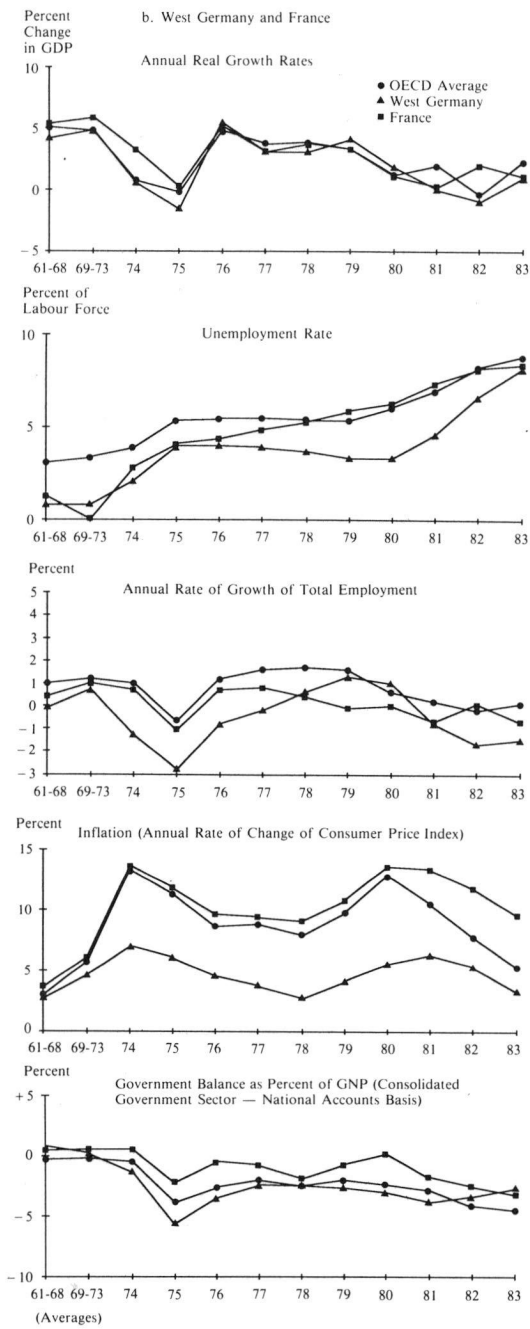 Percent
Change
in GDP
b. West Germany and France
Annual Real Growth Rates
10
5
0
−5
● OECD Average
▲ West Germany
■ France
61-68 69-73 74 75 76 77 78 79 80 81 82 83
Percent of
Labour Force
Unemployment Rate
10
5
0
61-68 69-73 74 75 76 77 78 79 80 81 82 83
Percent
Annual Rate of Growth of Total Employment
5
4
3
2
1
0
−1
−2
−3
61-68 69-73 74 75 76 77 78 79 80 81 82 83
Percent
Inflation (Annual Rate of Change of Consumer Price Index)
15
10
5
0
61-68 69-73 74 75 76 77 78 79 80 81 82 83
Percent
Government Balance as Percent of GNP (Consolidated
Government Sector — National Accounts Basis)
+5
0
−5
−10
61-68 69-73 74 75 76 77 78 79 80 81 82 83
(Averages)